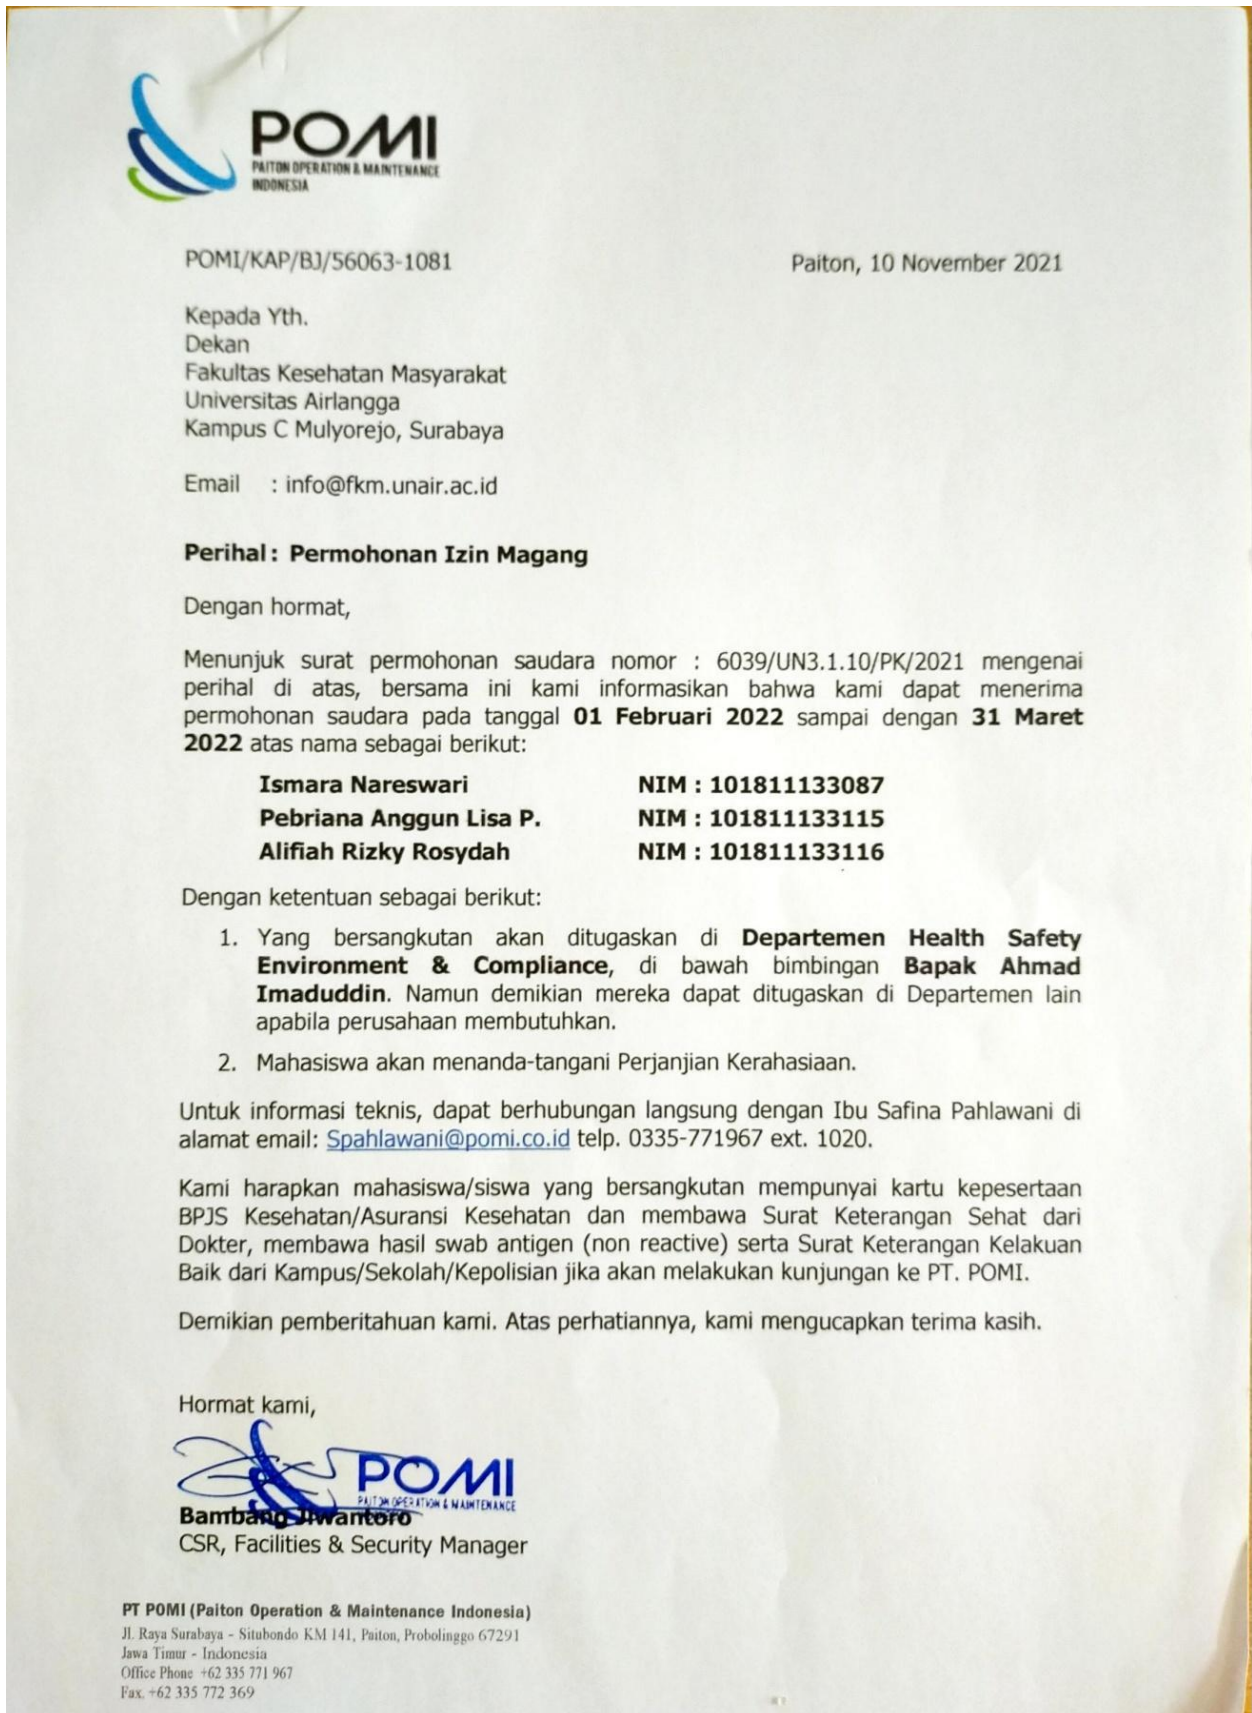 POMI
PAITON OPERATION & MAINTENANCE
INDONESIA
POMI/KAP/BJ/56063-1081
Paiton, 10 November 2021
Kepada Yth.
Dekan
Fakultas Kesehatan Masyarakat
Universitas Airlangga
Kampus C Mulyorejo, Surabaya
Email : info@fkm.unair.ac.id
Perihal : Permohonan Izin Magang
Dengan hormat,
Menunjuk surat permohonan saudara nomor : 6039/UN3.1.10/PK/2021 mengenai
perihal di atas, bersama ini kami informasikan bahwa kami dapat menerima
permohonan saudara pada tanggal 01 Februari 2022 sampai dengan 31 Maret
2022 atas nama sebagai berikut:
Ismara Nareswari NIM : 101811133087
Pebriana Anggun Lisa P. NIM : 101811133115
Alifiah Rizky Rosydah NIM : 101811133116
Dengan ketentuan sebagai berikut:
1. Yang bersangkutan akan ditugaskan di Departemen Health Safety
Environment & Compliance, di bawah bimbingan Bapak Ahmad
Imaduddin. Namun demikian mereka dapat ditugaskan di Departemen lain
apabila perusahaan membutuhkan.
2. Mahasiswa akan menanda-tangani Perjanjian Kerahasiaan.
Untuk informasi teknis, dapat berhubungan langsung dengan Ibu Safina Pahlawani di
alamat email: Spahlawani@pomi.co.id telp. 0335-771967 ext. 1020.
Kami harapkan mahasiswa/siswa yang bersangkutan mempunyai kartu kepesertaan
BPJS Kesehatan/Asuransi Kesehatan dan membawa Surat Keterangan Sehat dari
Dokter, membawa hasil swab antigen (non reactive) serta Surat Keterangan Kelakuan
Baik dari Kampus/Sekolah/Kepolisian jika akan melakukan kunjungan ke PT. POMI.
Demikian pemberitahuan kami. Atas perhatiannya, kami mengucapkan terima kasih.
Hormat kami,
POMI
PAITON OPERATION & MAINTENANCE
Bambang Jiwantoro
CSR, Facilities & Security Manager
PT POMI (Paiton Operation & Maintenance Indonesia)
Jl. Raya Surabaya - Situbondo KM 141, Paiton, Probolinggo 67291
Jawa Timur - Indonesia
Office Phone +62 335 771 967
Fax. +62 335 772 369